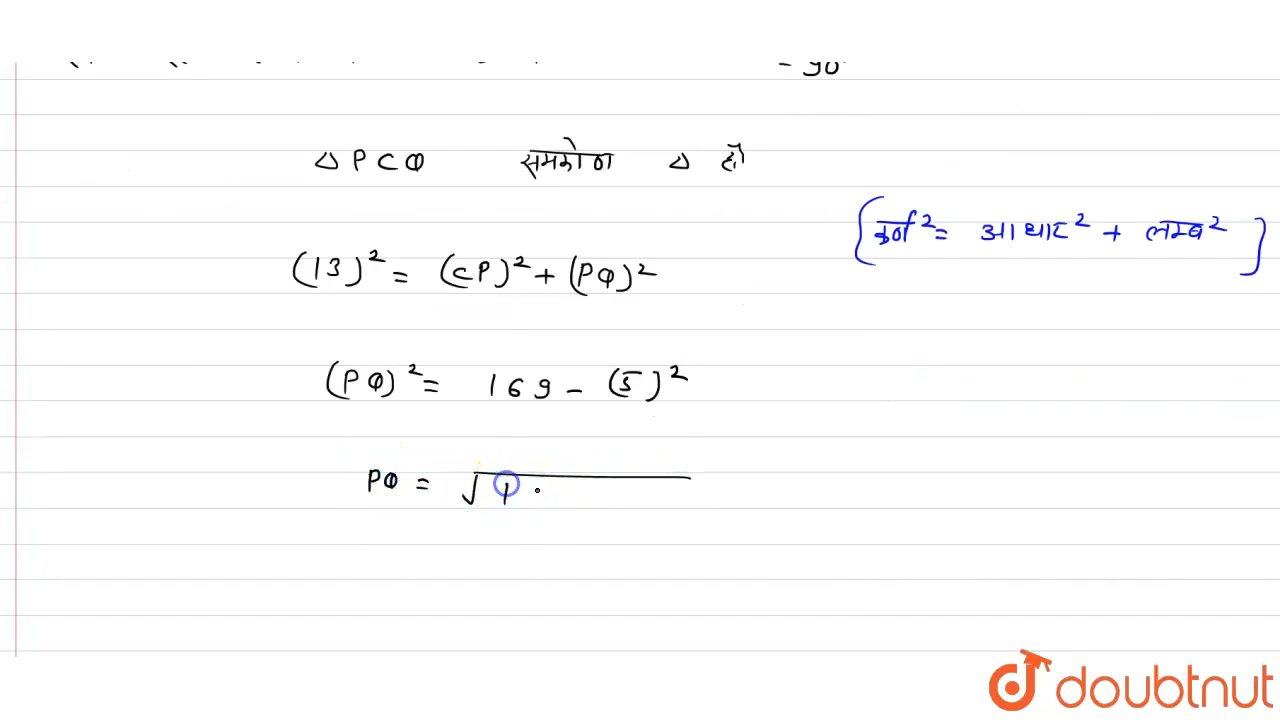 = 90°
△ PCQ समकोण △ हो
[कर्ण² = आधार² + लम्ब²]
(13)² = (CP)² + (PQ)²
(PQ)² = 169 - (5)²
PQ = √1
doubtnut